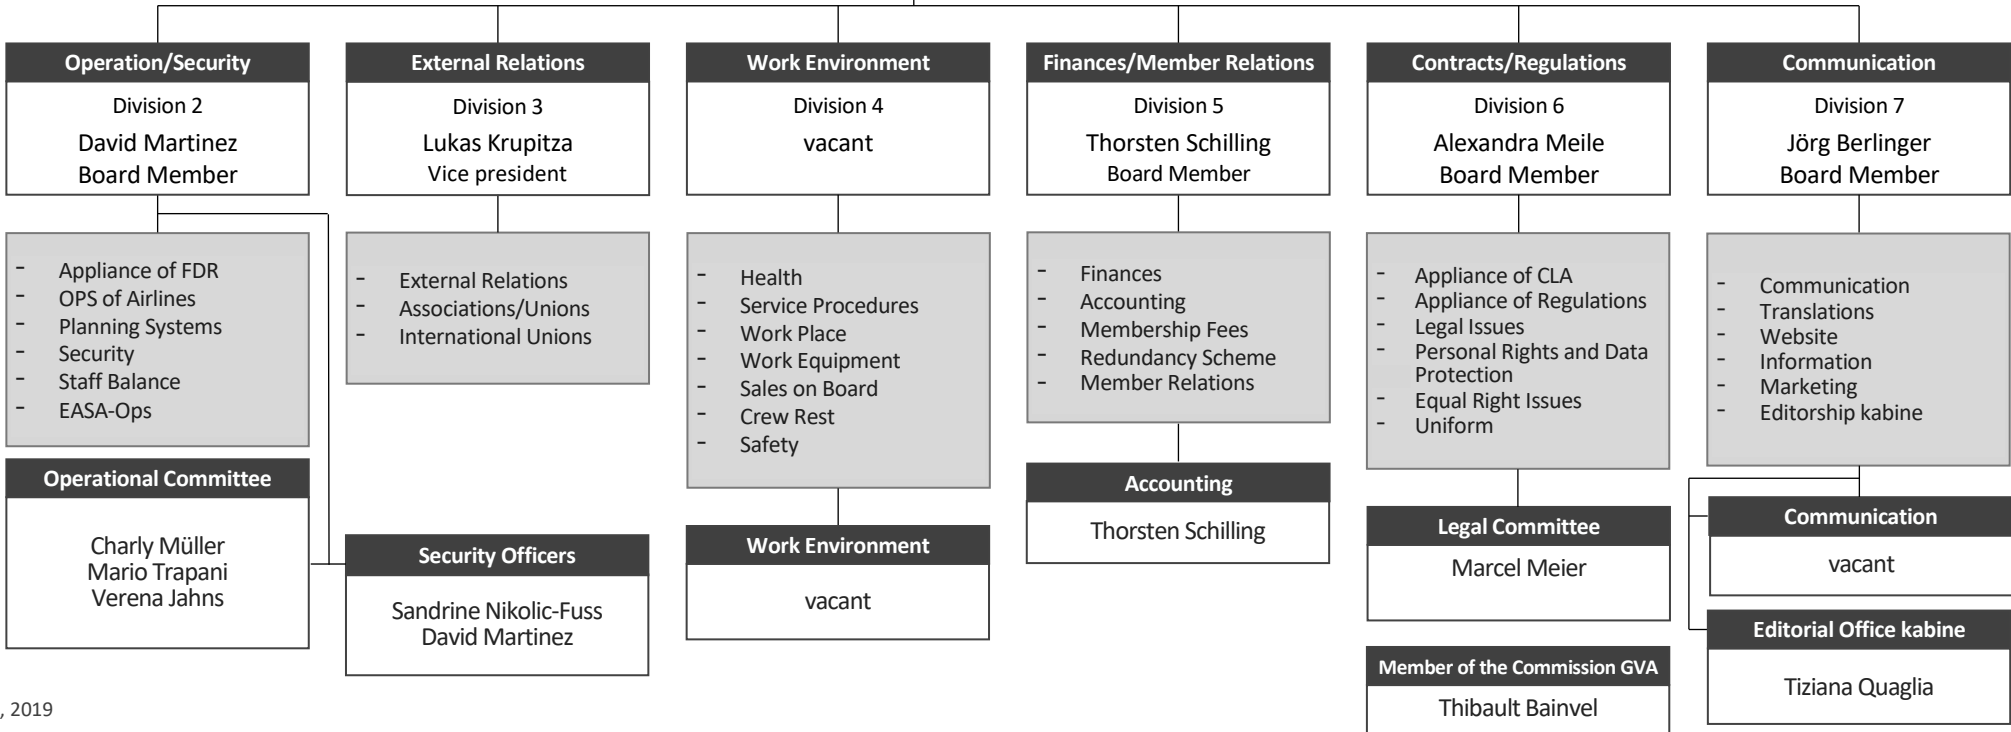 Operation/Security
Division 2
David Martinez
Board Member
- Appliance of FDR
- OPS of Airlines
- Planning Systems
- Security
- Staff Balance
- EASA-Ops
Operational Committee
Charly Müller
Mario Trapani
Verena Jahns
External Relations
Division 3
Lukas Krupitza
Vice president
- External Relations
- Associations/Unions
- International Unions
Security Officers
Sandrine Nikolic-Fuss
David Martinez
Work Environment
Division 4
vacant
- Health
- Service Procedures
- Work Place
- Work Equipment
- Sales on Board
- Crew Rest
- Safety
Work Environment
vacant
Finances/Member Relations
Division 5
Thorsten Schilling
Board Member
- Finances
- Accounting
- Membership Fees
- Redundancy Scheme
- Member Relations
Accounting
Thorsten Schilling
Contracts/Regulations
Division 6
Alexandra Meile
Board Member
- Appliance of CLA
- Appliance of Regulations
- Legal Issues
- Personal Rights and Data
Protection
- Equal Right Issues
- Uniform
Legal Committee
Marcel Meier
Member of the Commission GVA
Thibault Bainvel
Communication
Division 7
Jörg Berlinger
Board Member
- Communication
- Translations
- Website
- Information
- Marketing
- Editorship kabine
Communication
vacant
Editorial Office kabine
Tiziana Quaglia
, 2019